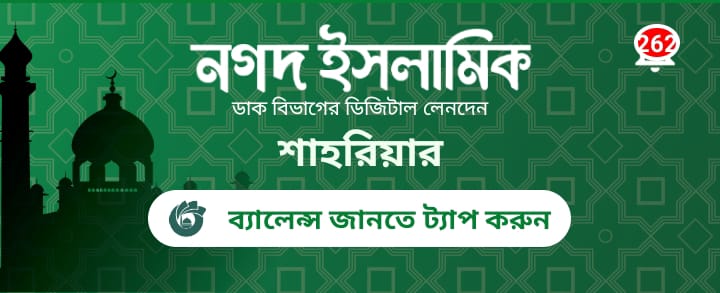 নগদ ইসলামিক
262
ডাক বিভাগের ডিজিটাল লেনদেন
শাহরিয়ার
ব্যালেন্স জানতে ট্যাপ করুন